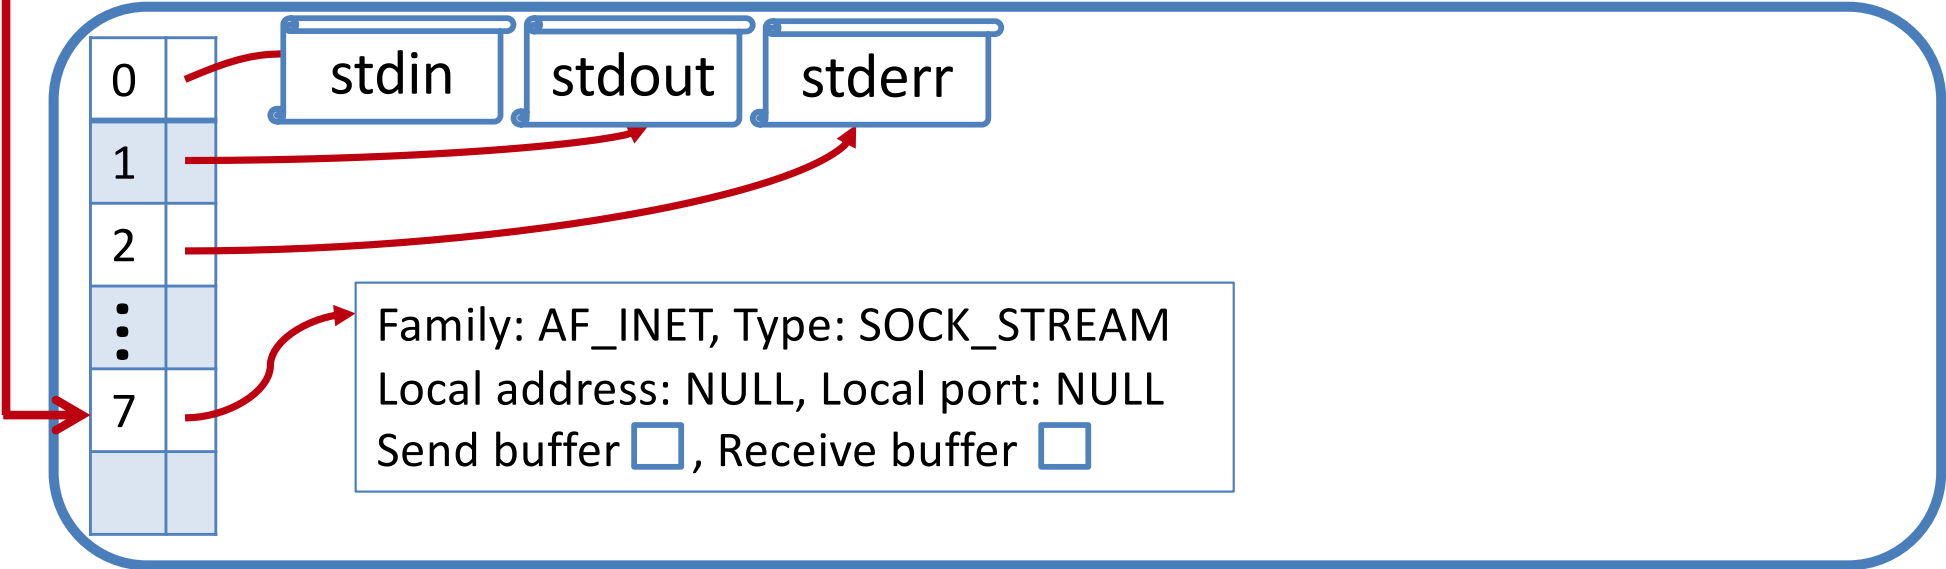 0
stdin
stdout
stderr
1
2
⋮
7
Family: AF_INET, Type: SOCK_STREAM
Local address: NULL, Local port: NULL
Send buffer , Receive buffer